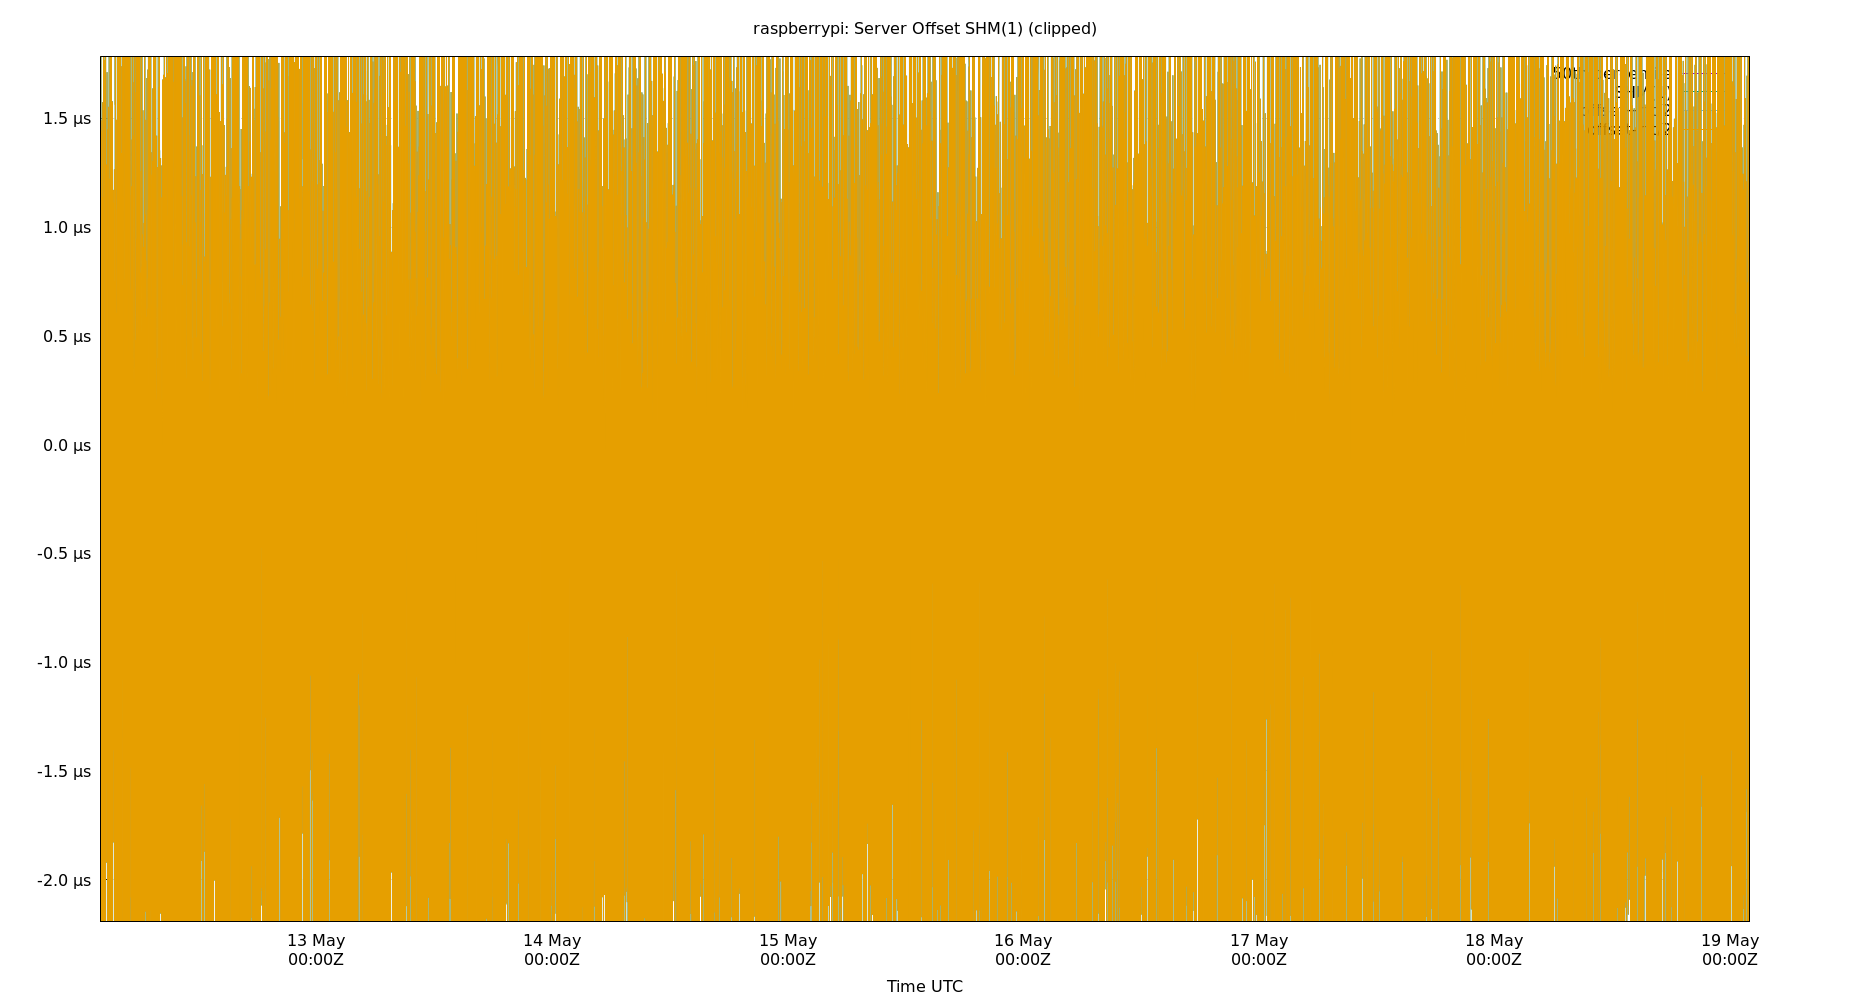 raspberrypi: Server Offset SHM(1) (clipped)
1.5 µs
1.0 µs
0.5 µs
0.0 µs
-0.5 µs
-1.0 µs
-1.5 µs
-2.0 µs
13 May
00:00Z
14 May
00:00Z
15 May
00:00Z
16 May
00:00Z
17 May
00:00Z
18 May
00:00Z
19 May
00:00Z
Time UTC